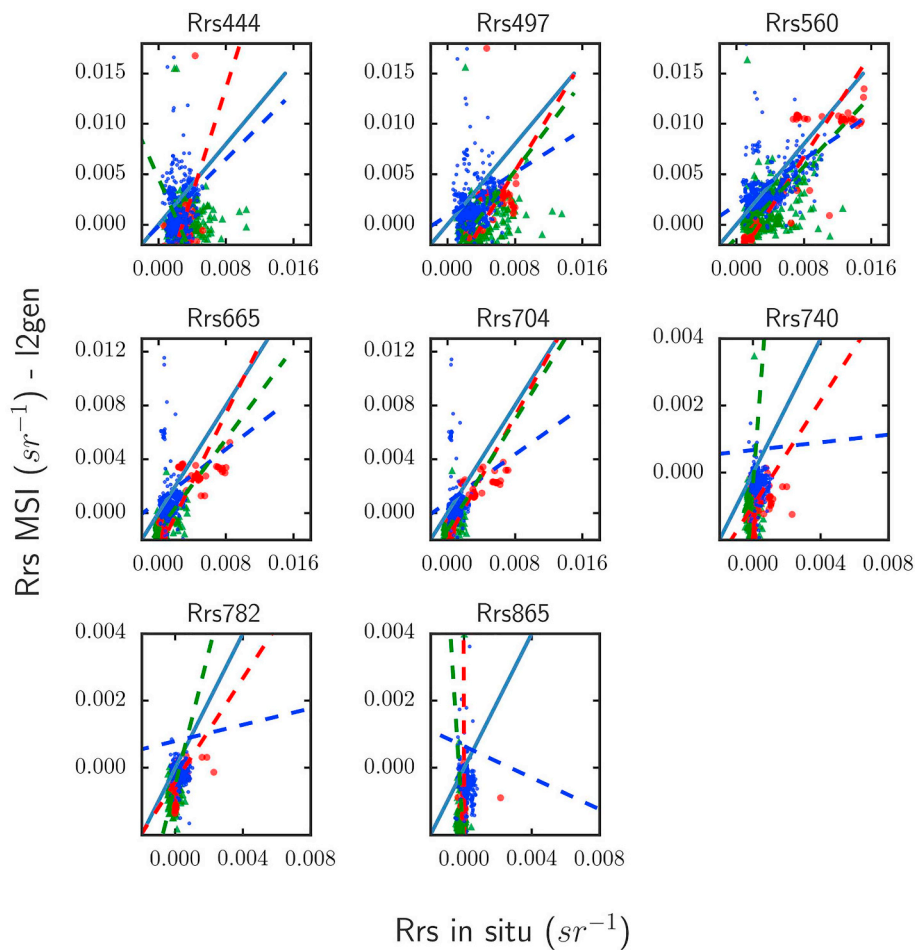 Rrs444 Rrs497 Rrs560
0.015 0.015 0.015
0.010 0.010 0.010
0.005 0.005 0.005
0.000 0.000 0.000
0.000 0.008 0.016 0.000 0.008 0.016 0.000 0.008 0.016
Rrs MSI (sr⁻¹) - l2gen
Rrs665 Rrs704 Rrs740
0.012 0.012 0.004
0.008 0.008 0.002
0.004 0.004 0.000
0.000 0.000
0.000 0.008 0.016 0.000 0.008 0.016 0.000 0.004 0.008
Rrs782 Rrs865
0.004 0.004
0.002 0.002
0.000 0.000
0.000 0.004 0.008 0.000 0.004 0.008
Rrs in situ (sr⁻¹)